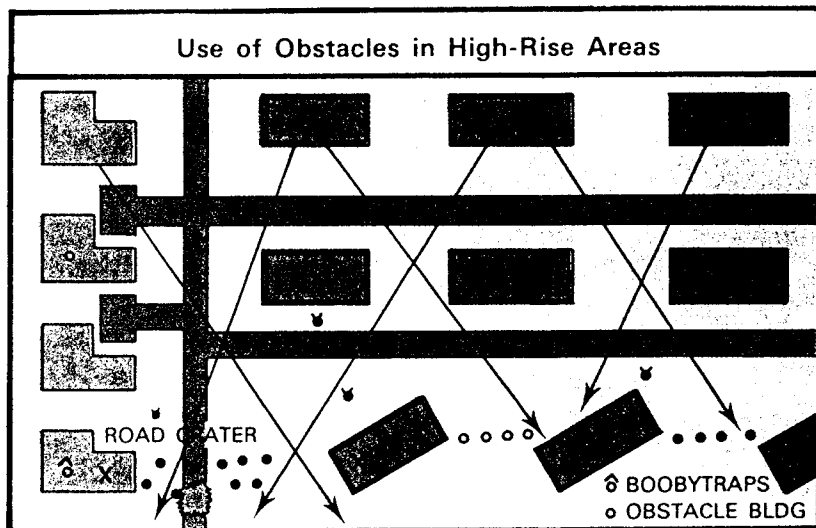 Use of Obstacles in High-Rise Areas
ROAD CRATER
X
BOOBYTRAPS
OBSTACLE BLDG